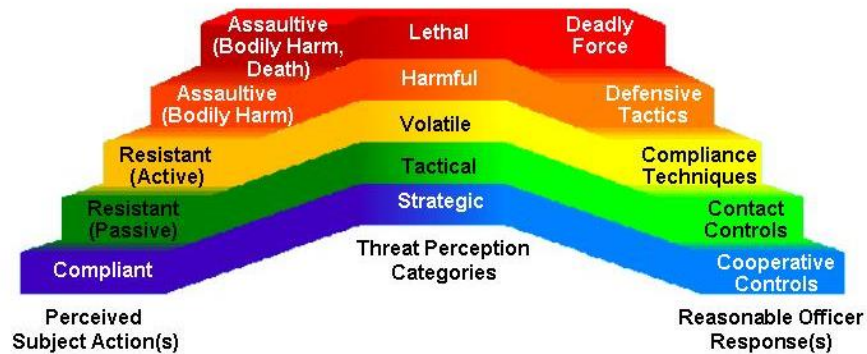 Assaultive
(Bodily Harm,
Death)
Lethal
Deadly
Force
Assaultive
(Bodily Harm)
Harmful
Defensive
Tactics
Resistant
(Active)
Volatile
Compliance
Techniques
Resistant
(Passive)
Tactical
Contact
Controls
Compliant
Strategic
Cooperative
Controls
Threat Perception
Categories
Perceived
Subject Action(s)
Reasonable Officer
Response(s)